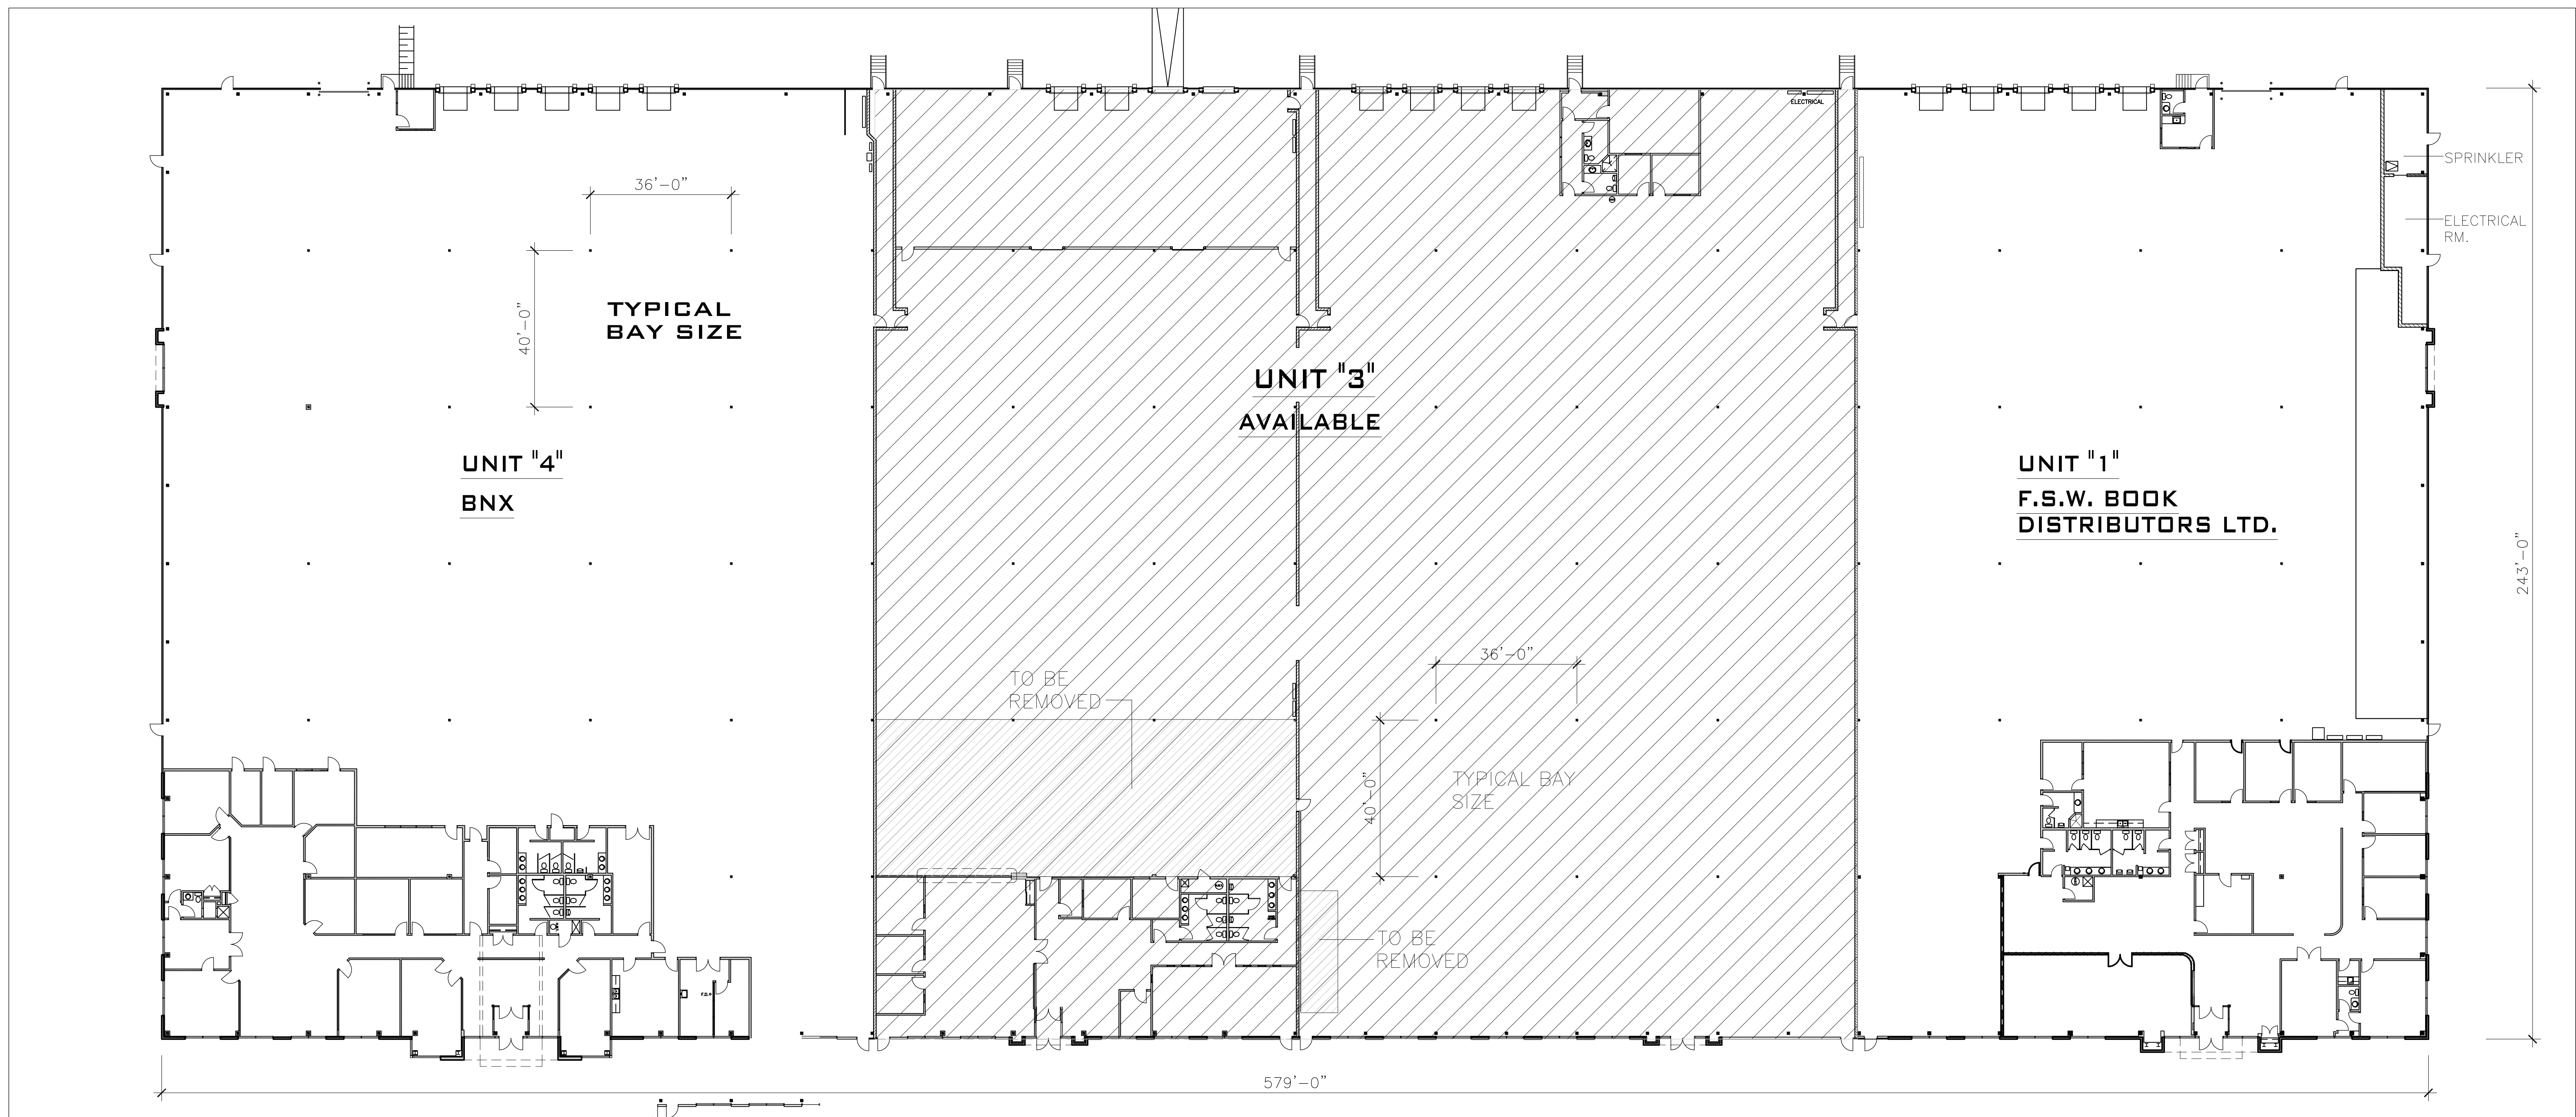 ELECTRICAL
SPRINKLER
36'-0"
ELECTRICAL
RM.
TYPICAL
BAY SIZE
40'-0"
UNIT "3"
AVAILABLE
UNIT "4"
BNX
UNIT "1"
F.S.W. BOOK
DISTRIBUTORS LTD.
243'-0"
36'-0"
TO BE
REMOVED
TYPICAL BAY
SIZE
40'-0"
TO BE
REMOVED
F.D.
579'-0"